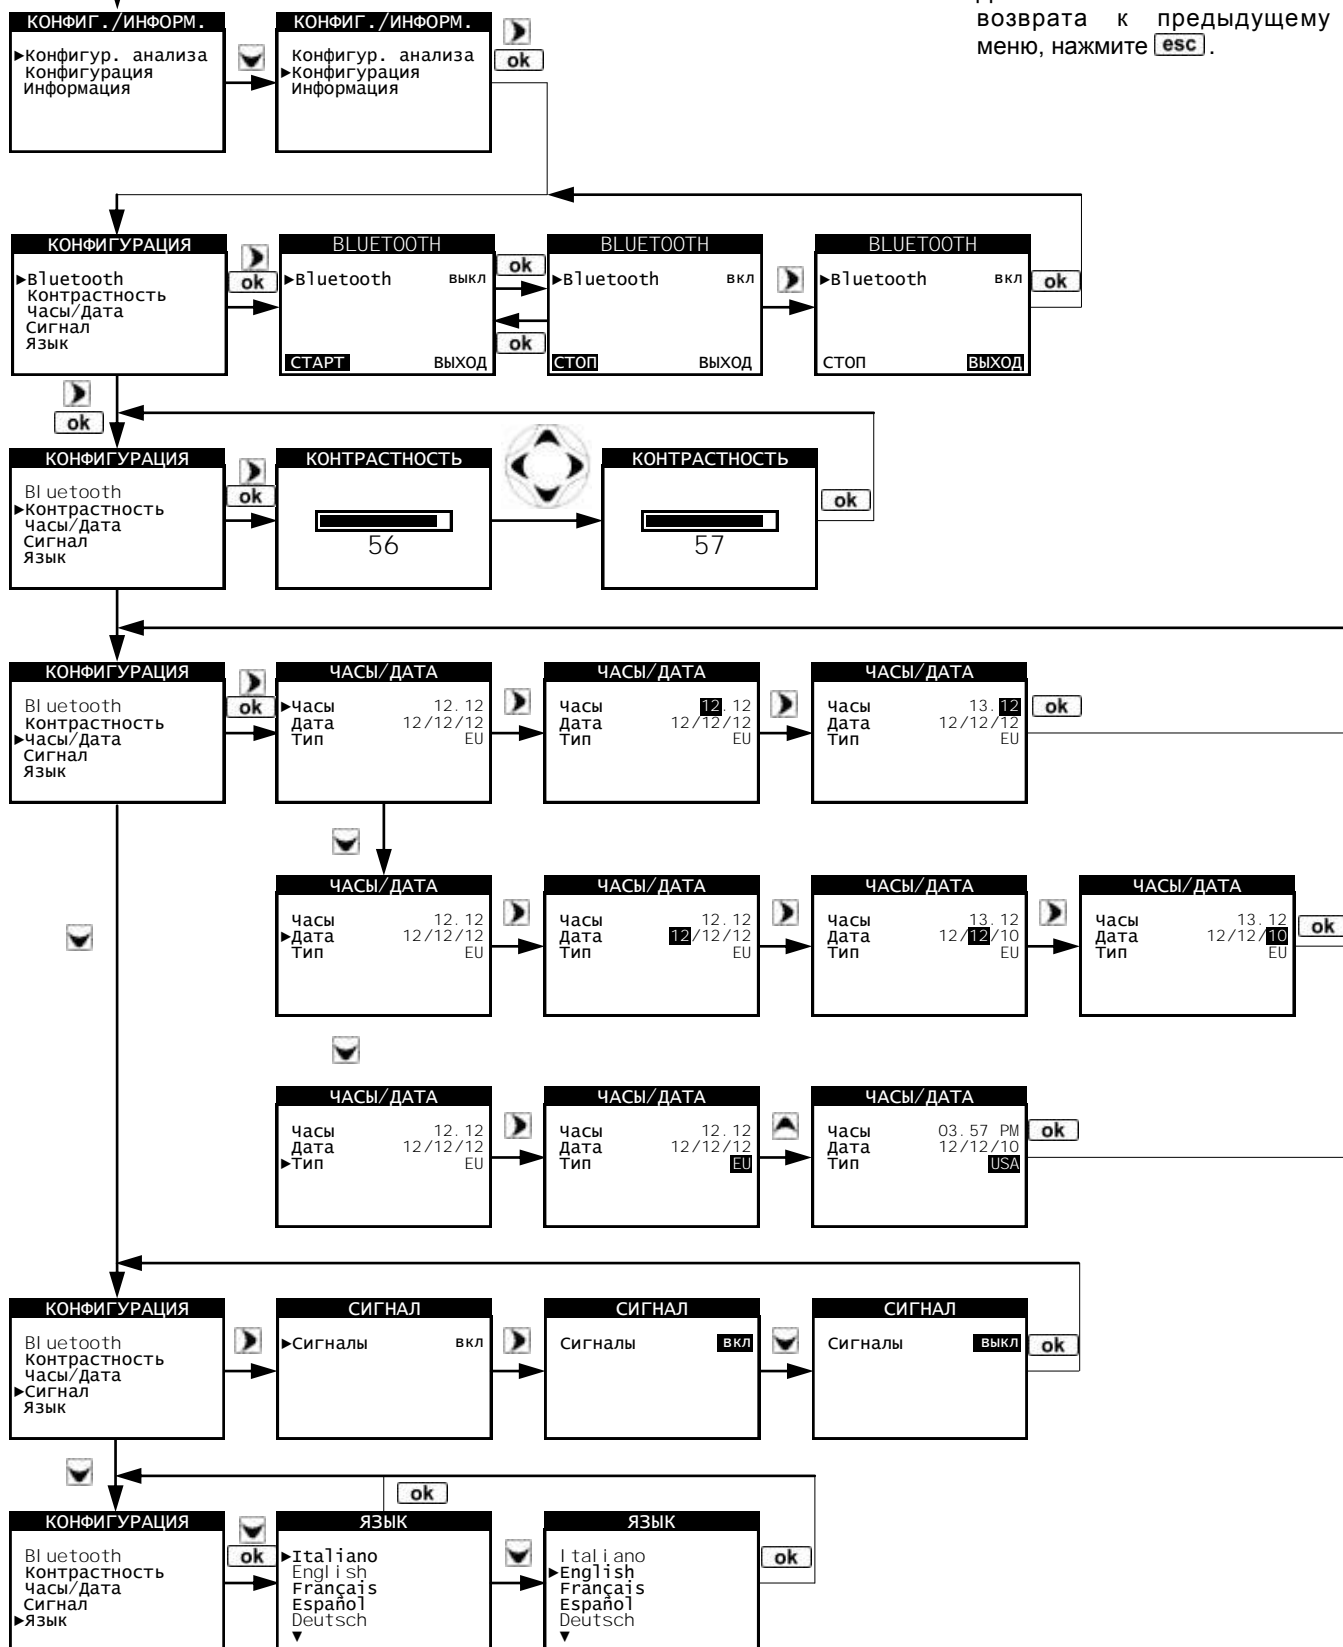 возврата к предыдущему
меню, нажмите esc .
КОНФИГ./ИНФОРМ.
▶Конфигур. анализа
Конфигурация
Информация
КОНФИГ./ИНФОРМ.
Конфигур. анализа
▶Конфигурация
Информация
ok
КОНФИГУРАЦИЯ
▶Bluetooth
Контрастность
Часы/Дата
Сигнал
Язык
ok
BLUETOOTH
▶Bluetooth выкл
СТАРТ ВЫХОД
ok
ok
BLUETOOTH
▶Bluetooth вкл
СТОП ВЫХОД
BLUETOOTH
▶Bluetooth вкл
СТОП ВЫХОД
ok
ok
КОНФИГУРАЦИЯ
Bluetooth
▶Контрастность
Часы/Дата
Сигнал
Язык
ok
КОНТРАСТНОСТЬ
56
КОНТРАСТНОСТЬ
57
ok
КОНФИГУРАЦИЯ
Bluetooth
Контрастность
▶Часы/Дата
Сигнал
Язык
ok
ЧАСЫ/ДАТА
▶Часы 12.12
Дата 12/12/12
Тип EU
ЧАСЫ/ДАТА
Часы 12.12
Дата 12/12/12
Тип EU
ЧАСЫ/ДАТА
Часы 13.12
Дата 12/12/12
Тип EU
ok
ЧАСЫ/ДАТА
Часы 12.12
▶Дата 12/12/12
Тип EU
ЧАСЫ/ДАТА
Часы 12.12
Дата 12/12/12
Тип EU
ЧАСЫ/ДАТА
Часы 13.12
Дата 12/12/10
Тип EU
ЧАСЫ/ДАТА
Часы 13.12
Дата 12/12/10
Тип EU
ok
ЧАСЫ/ДАТА
Часы 12.12
Дата 12/12/12
▶Тип EU
ЧАСЫ/ДАТА
Часы 12.12
Дата 12/12/12
Тип EU
ЧАСЫ/ДАТА
Часы 03.57 PM
Дата 12/12/10
Тип USA
ok
КОНФИГУРАЦИЯ
Bluetooth
Контрастность
Часы/Дата
▶Сигнал
Язык
СИГНАЛ
▶Сигналы вкл
СИГНАЛ
Сигналы вкл
СИГНАЛ
Сигналы выкл
ok
КОНФИГУРАЦИЯ
Bluetooth
Контрастность
Часы/Дата
Сигнал
▶Язык
ok
ok
ЯЗЫК
▶Italiano
English
Français
Español
Deutsch
▼
ЯЗЫК
Italiano
▶English
Français
Español
Deutsch
▼
ok